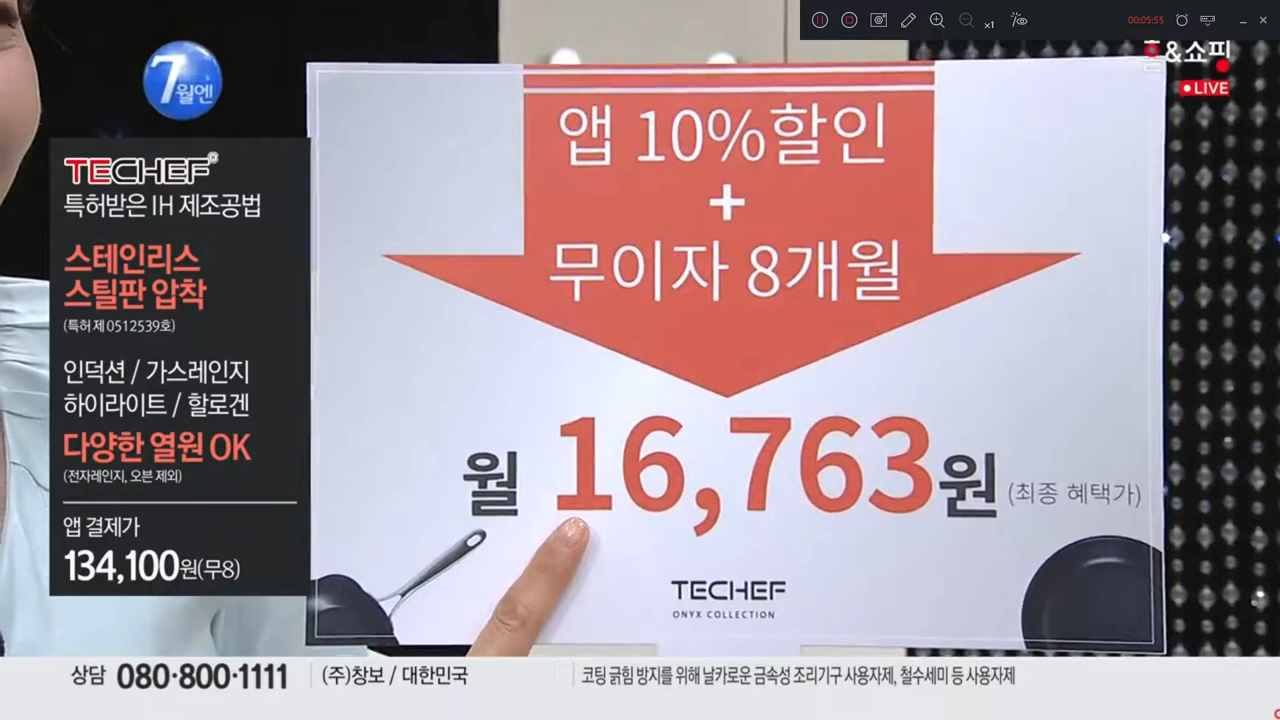 x1
00:05:55
홈&쇼핑
LIVE
7월엔
TECHEF
특허받은 IH 제조공법
스테인리스
스틸판 압착
(특허 제0512539호)
인덕션 / 가스레인지
하이라이트 / 할로겐
다양한 열원 OK
(전자레인지, 오븐 제외)
앱 결제가
134,100원(무8)
앱 10%할인
+
무이자 8개월
월 16,763원 (최종 혜택가)
TECHEF
ONYX COLLECTION
상담 080·800·1111
(주)창보 / 대한민국
코팅 긁힘 방지를 위해 날카로운 금속성 조리기구 사용자제, 철수세미 등 사용자제